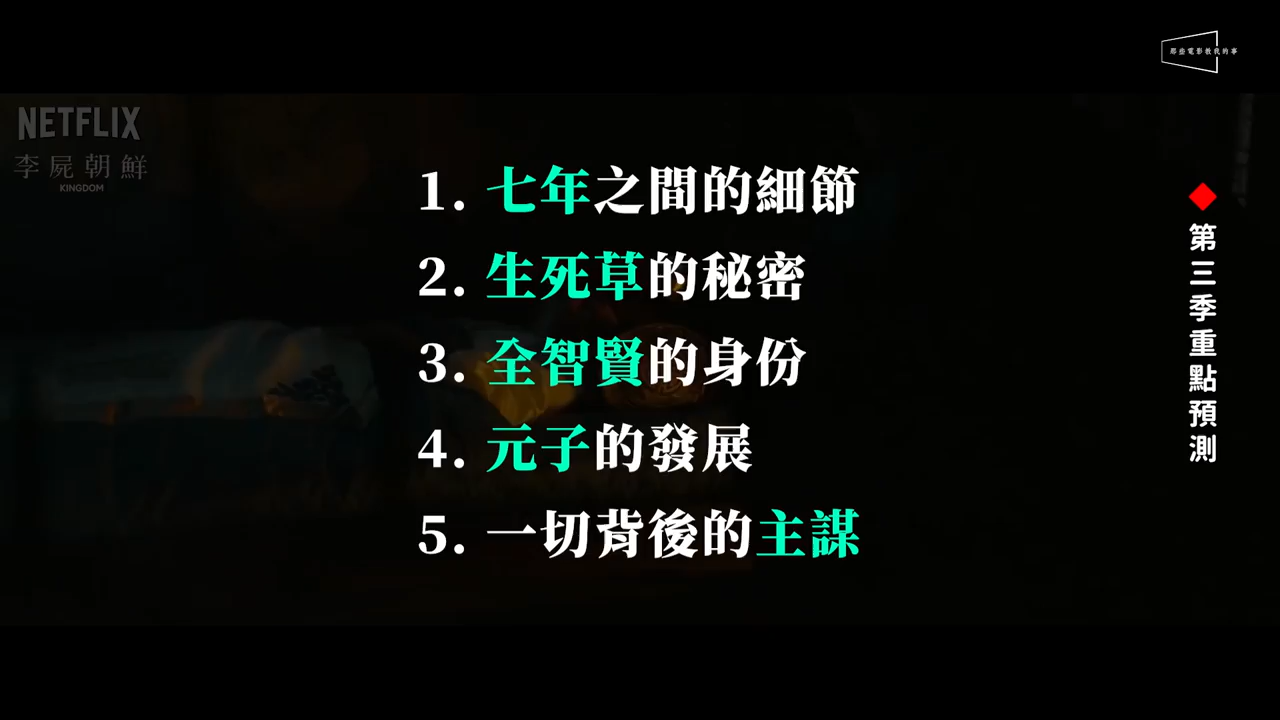 那些電影教我的事
NETFLIX
李屍朝鮮
KINGDOM
1. 七年之間的細節
2. 生死草的秘密
3. 全智賢的身份
4. 元子的發展
5. 一切背後的主謀
第三季重點預測